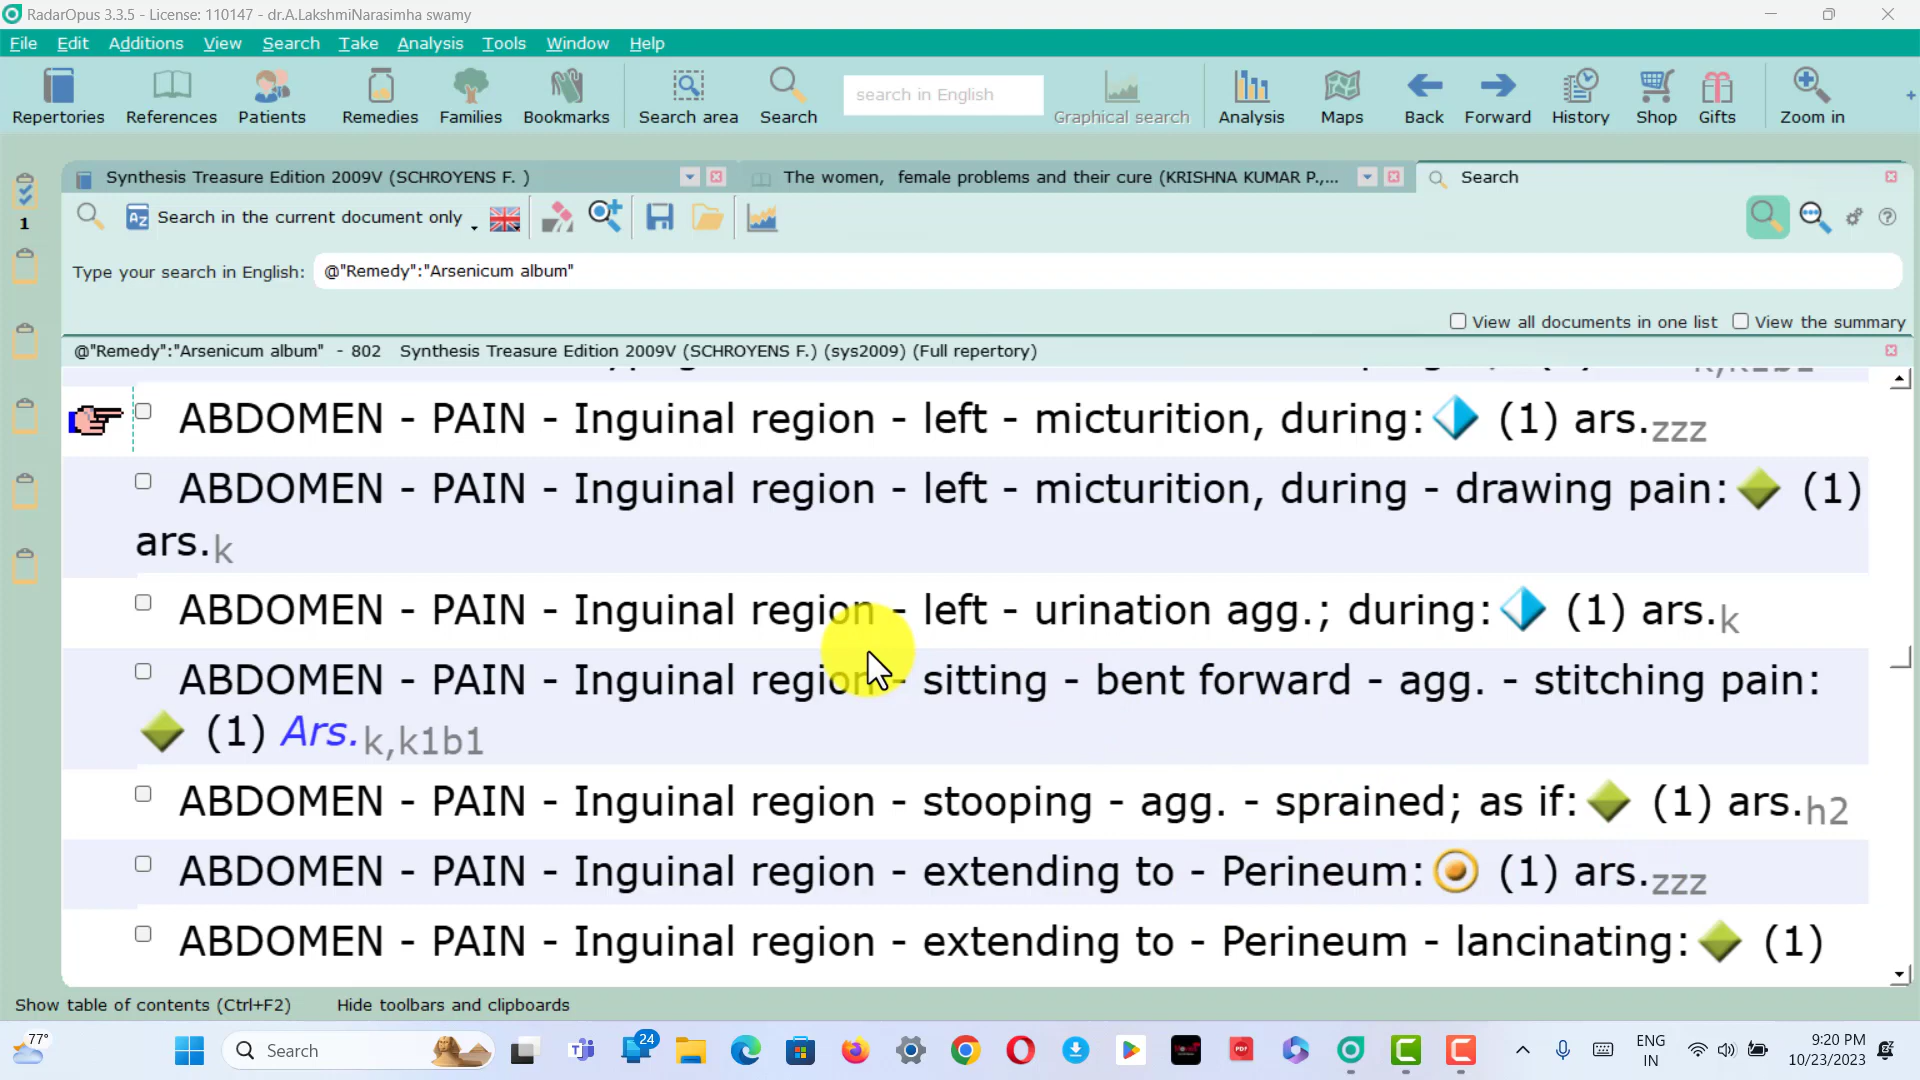 RadarOpus 3.3.5 - License: 110147 - dr.A.LakshmiNarasimha swamy
File Edit Additions View Search Take Analysis Tools Window Help
Repertories References Patients Remedies Families Bookmarks Search area Search search in English Graphical search Analysis Maps Back Forward History Shop Gifts Zoom in
Synthesis Treasure Edition 2009V (SCHROYENS F. ) The women, female problems and their cure (KRISHNA KUMAR P.,... Search
1
Search in the current document only
Type your search in English: @"Remedy":"Arsenicum album"
View all documents in one list View the summary
@"Remedy":"Arsenicum album" - 802 Synthesis Treasure Edition 2009V (SCHROYENS F.) (sys2009) (Full repertory)
ABDOMEN - PAIN - Inguinal region - left - micturition, during: (1) ars.zzz
ABDOMEN - PAIN - Inguinal region - left - micturition, during - drawing pain: (1)
ars.k
ABDOMEN - PAIN - Inguinal region - left - urination agg.; during: (1) ars.k
ABDOMEN - PAIN - Inguinal region - sitting - bent forward - agg. - stitching pain:
(1) Ars.k,k1b1
ABDOMEN - PAIN - Inguinal region - stooping - agg. - sprained; as if: (1) ars.h2
ABDOMEN - PAIN - Inguinal region - extending to - Perineum: (1) ars.zzz
ABDOMEN - PAIN - Inguinal region - extending to - Perineum - lancinating: (1)
Show table of contents (Ctrl+F2) Hide toolbars and clipboards
77° Search 24 PDF ENG 9:20 PM
IN 10/23/2023